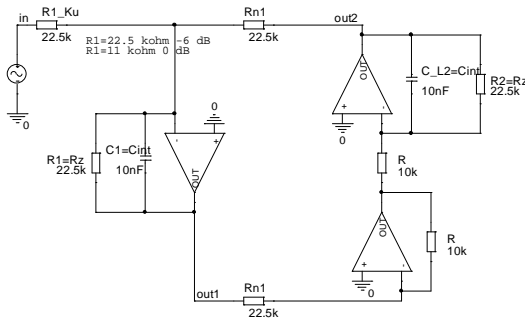 in
R1_Ku
22.5k
Rn1
22.5k
out2
R1=22.5 kohm -6 dB
R1=11 kohm 0 dB
0
OUT
+
-
0
C_L2=Cint
10nF
R2=Rz
22.5k
0
-
+
OUT
C1=Cint
10nF
R1=Rz
22.5k
R
10k
OUT
+
-
0
R
10k
out1
Rn1
22.5k